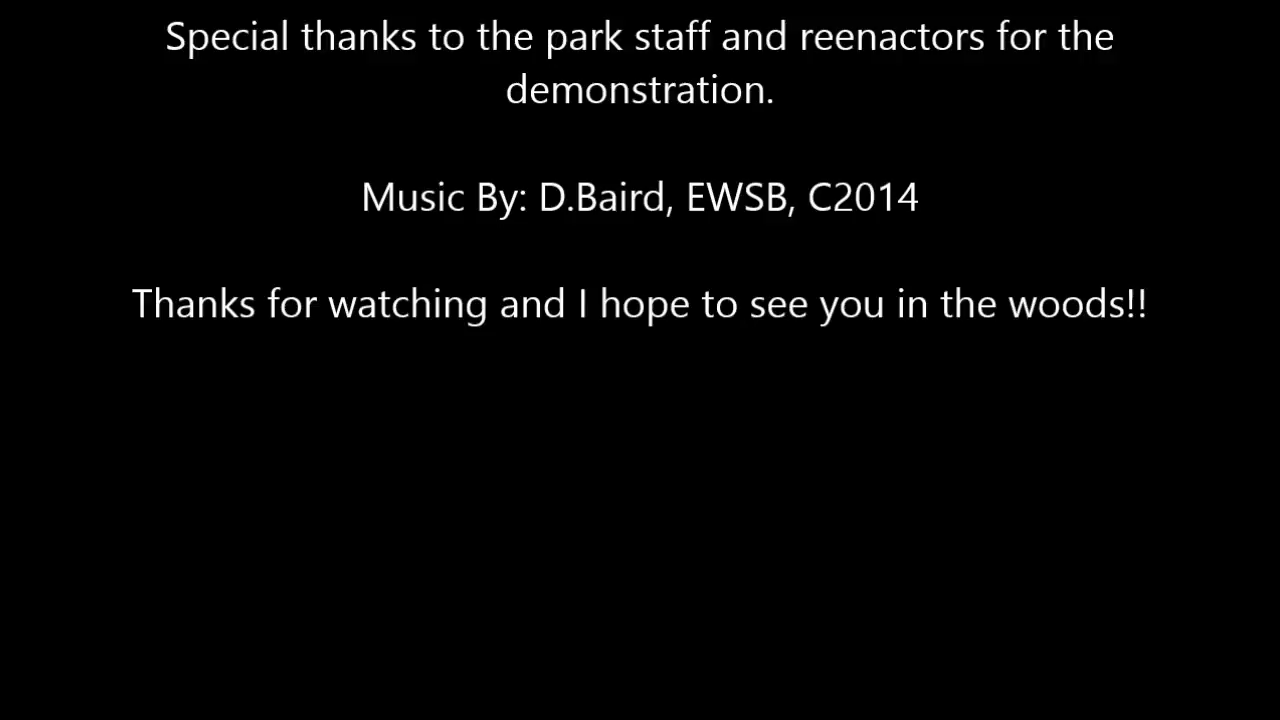 Special thanks to the park staff and reenactors for the
demonstration.
Music By: D.Baird, EWSB, C2014
Thanks for watching and I hope to see you in the woods!!